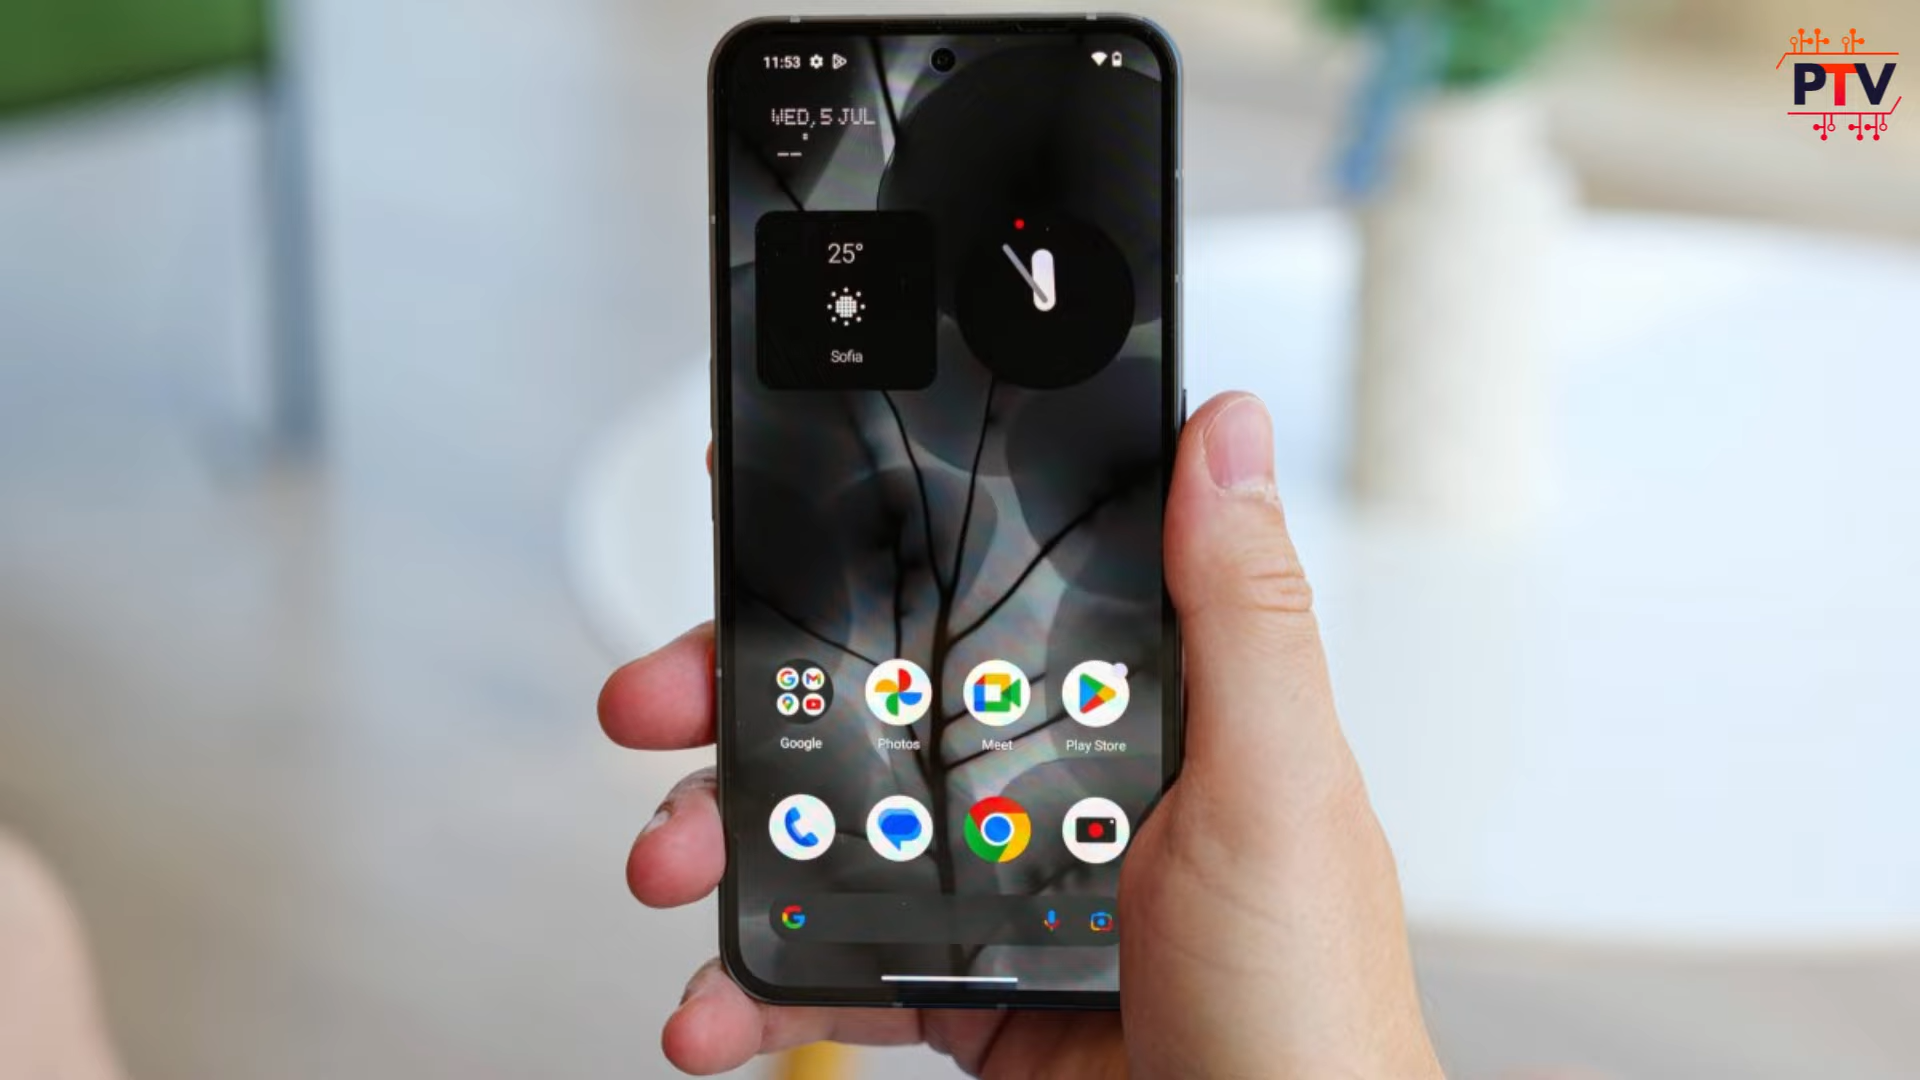 PTV
11:53
WED, 5 JUL
--°
25°
Sofia
Google
Photos
Meet
Play Store